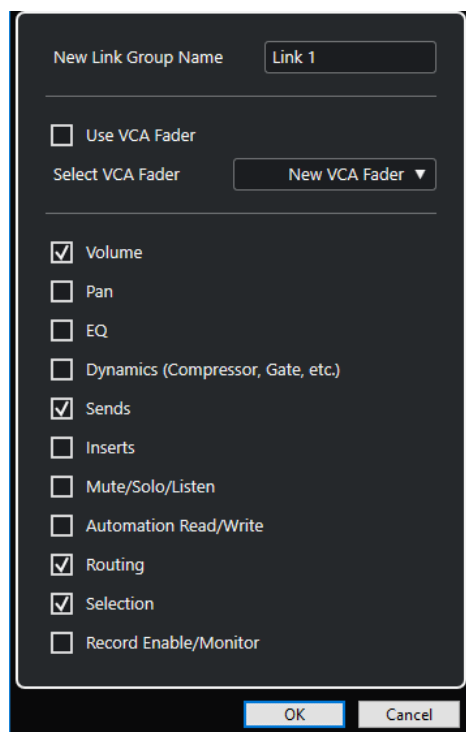 New Link Group Name Link 1
Use VCA Fader
Select VCA Fader New VCA Fader
Volume
Pan
EQ
Dynamics (Compressor, Gate, etc.)
Sends
Inserts
Mute/Solo/Listen
Automation Read/Write
Routing
Selection
Record Enable/Monitor
OK Cancel